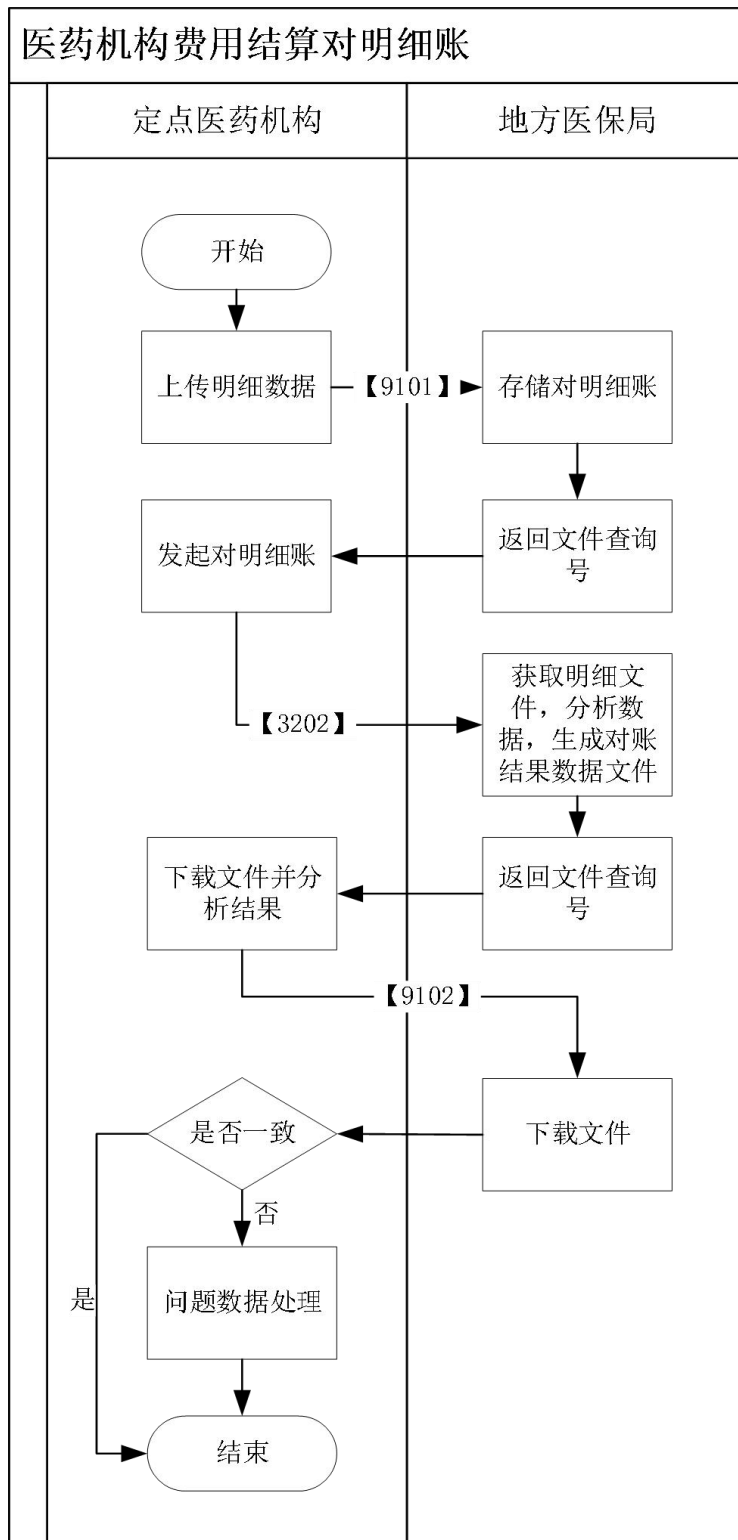 医药机构费用结算对明细账
定点医药机构
地方医保局
开始
上传明细数据
【9101】
存储对明细账
发起对明细账
返回文件查询
号
【3202】
获取明细文
件，分析数
据，生成对账
结果数据文件
下载文件并分
析结果
返回文件查询
号
【9102】
是否一致
下载文件
否
是
问题数据处理
结束